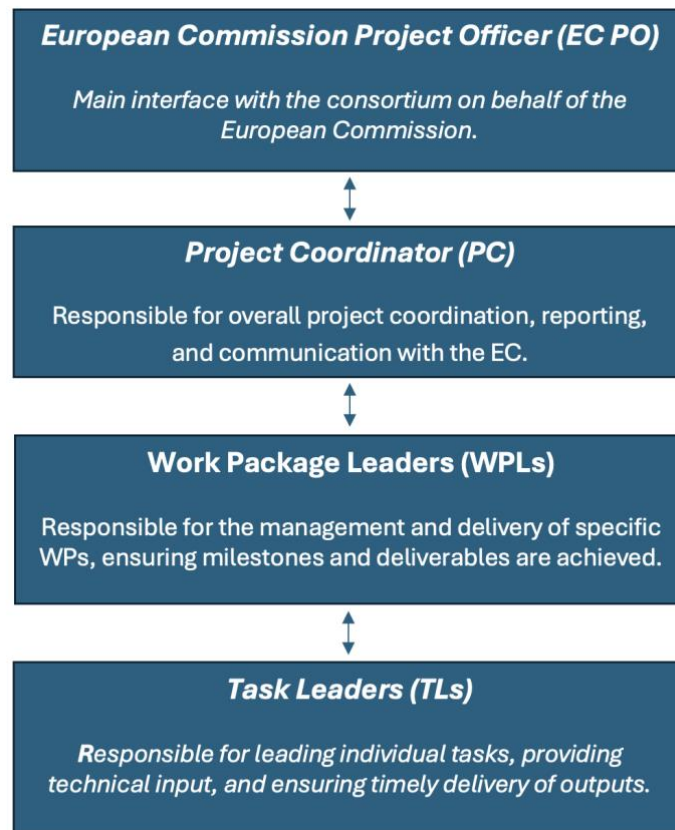 European Commission Project Officer (EC PO)
Main interface with the consortium on behalf of the
European Commission.
Project Coordinator (PC)
Responsible for overall project coordination, reporting,
and communication with the EC.
Work Package Leaders (WPLs)
Responsible for the management and delivery of specific
WPs, ensuring milestones and deliverables are achieved.
Task Leaders (TLs)
Responsible for leading individual tasks, providing
technical input, and ensuring timely delivery of outputs.